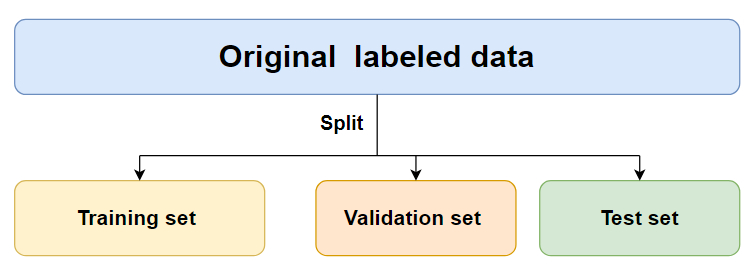 Original  labeled data
Split
Training set
Validation set
Test set